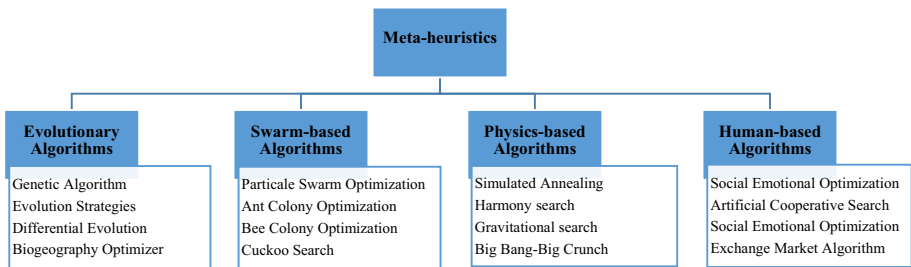 Meta-heuristics
Evolutionary
Algorithms
Genetic Algorithm
Evolution Strategies
Differential Evolution
Biogeography Optimizer
Swarm-based
Algorithms
Particale Swarm Optimization
Ant Colony Optimization
Bee Colony Optimization
Cuckoo Search
Physics-based
Algorithms
Simulated Annealing
Harmony search
Gravitational search
Big Bang-Big Crunch
Human-based
Algorithms
Social Emotional Optimization
Artificial Cooperative Search
Social Emotional Optimization
Exchange Market Algorithm